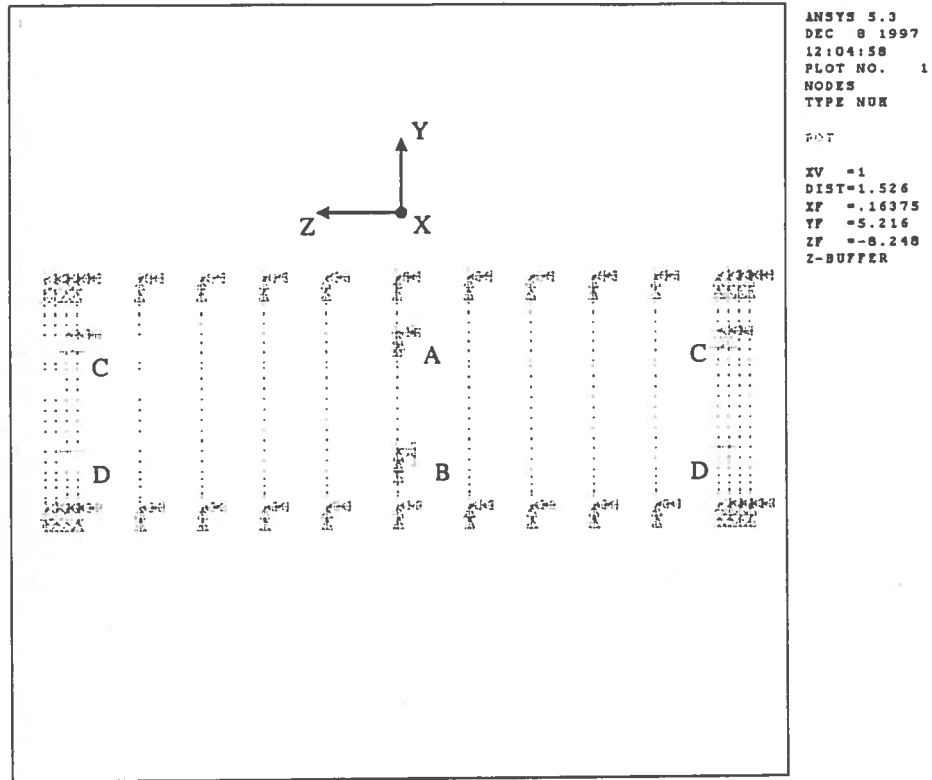 1
ANSYS 5.3
DEC 8 1997
12:04:58
PLOT NO. 1
NODES
TYPE NUM
XV =1
DIST=1.526
XF =.16375
YF =5.216
ZF =-8.248
Z-BUFFER
Y
Z
X
C
A
C
D
B
D